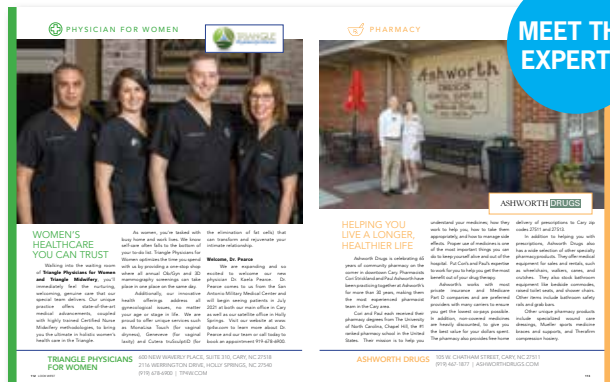 PHYSICIAN FOR WOMEN
TRIANGLE
WOMEN'S
HEALTHCARE
YOU CAN TRUST
Walking into the waiting room
of Triangle Physicians for Women
and Triangle Midwifery, you'll
immediately feel the nurturing,
welcoming, genuine care that our
special team delivers. Our unique
practice offers state-of-the-art
medical advancements, coupled
with highly trained Certified Nurse
Midwifery methodologies, to bring
you the ultimate in holistic women's
health care in the Triangle.
As women, you're tasked with
busy home and work lives. We know
self-care often falls to the bottom of
your to-do list. Triangle Physicians for
Women optimizes the time you spend
with us by providing a one-stop shop
where all annual Ob/Gyn and 3D
mammography screenings can take
place in one place on the same day.
Additionally, our innovative
health offerings address all
gynecological issues, no matter
your age or stage in life. We are
proud to offer unique services such
as MonaLisa Touch (for vaginal
dryness), Geneveve (for vaginal
laxity) and Cutera truSculptiD (for
the elimination of fat cells) that
can transform and rejuvenate your
intimate relationship.
Welcome, Dr. Pearce
We are expanding and so
excited to welcome our new
physician Dr. Kaela Pearce. Dr.
Pearce comes to us from the San
Antonio Military Medical Center and
will begin seeing patients in July
2021 at both our main office in Cary
as well as our satellite office in Holly
Springs. Visit our website at www.
tpfw.com to learn more about Dr.
Pearce and our team or call today to
book an appointment 919-678-6900.
TRIANGLE PHYSICIANS
FOR WOMEN
600 NEW WAVERLY PLACE, SUITE 310, CARY, NC 27518
2116 WERRINGTON DRIVE, HOLLY SPRINGS, NC 27540
(919) 678-6900 | TPFW.COM
PHARMACY
MEET TH
EXPERT
Ashworth
DRUGS
HOSPITAL SUPPLIES
ASHWORTH DRUGS
HELPING YOU
LIVE A LONGER,
HEALTHIER LIFE
Ashworth Drugs is celebrating 65
years of community pharmacy on the
corner in downtown Cary. Pharmacists
Cori Strickland and Paul Ashworth have
been practicing together at Ashworth's
for more than 30 years, making them
the most experienced pharmacist
team in the Cary area.
Cori and Paul each received their
pharmacy degrees from The University
of North Carolina, Chapel Hill, the #1
ranked pharmacy school in the United
States. Their mission is to help you
understand your medicines, how they
work to help you, how to take them
appropriately, and how to manage side
effects. Proper use of medicines is one
of the most important things you can
do to keep yourself alive and out of the
hospital. Put Cori's and Paul's expertise
to work for you to help you get the most
benefit out of your drug therapy.
Ashworth's works with most
private insurance and Medicare
Part D companies and are preferred
providers with many carriers to ensure
you get the lowest co-pays possible.
In addition, non-covered medicines
are heavily discounted, to give you
the best value for your dollars spent.
The pharmacy also provides free home
delivery of prescriptions to Cary zip
codes 27511 and 27513.
In addition to helping you with
prescriptions, Ashworth Drugs also
has a wide selection of other specialty
pharmacy products. They offer medical
equipment for sales and rentals, such
as wheelchairs, walkers, canes, and
crutches. They also stock bathroom
equipment like bedside commodes,
raised toilet seats, and shower chairs.
Other items include bathroom safety
rails and grab bars.
Other unique pharmacy products
include specialized wound care
dressings, Mueller sports medicine
braces and supports, and Therafirm
compression hosiery.
ASHWORTH DRUGS
105 W. CHATHAM STREET, CARY, NC 27511
(919) 467-1877 | ASHWORTHDRUGS.COM